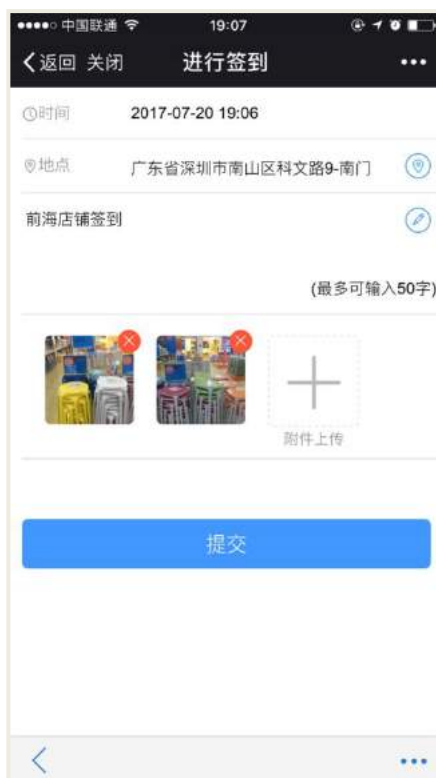 中国联通 19:07
返回 关闭 进行签到
时间 2017-07-20 19:06
地点 广东省深圳市南山区科文路9-南门
前海店铺签到
(最多可输入50字)
附件上传
提交